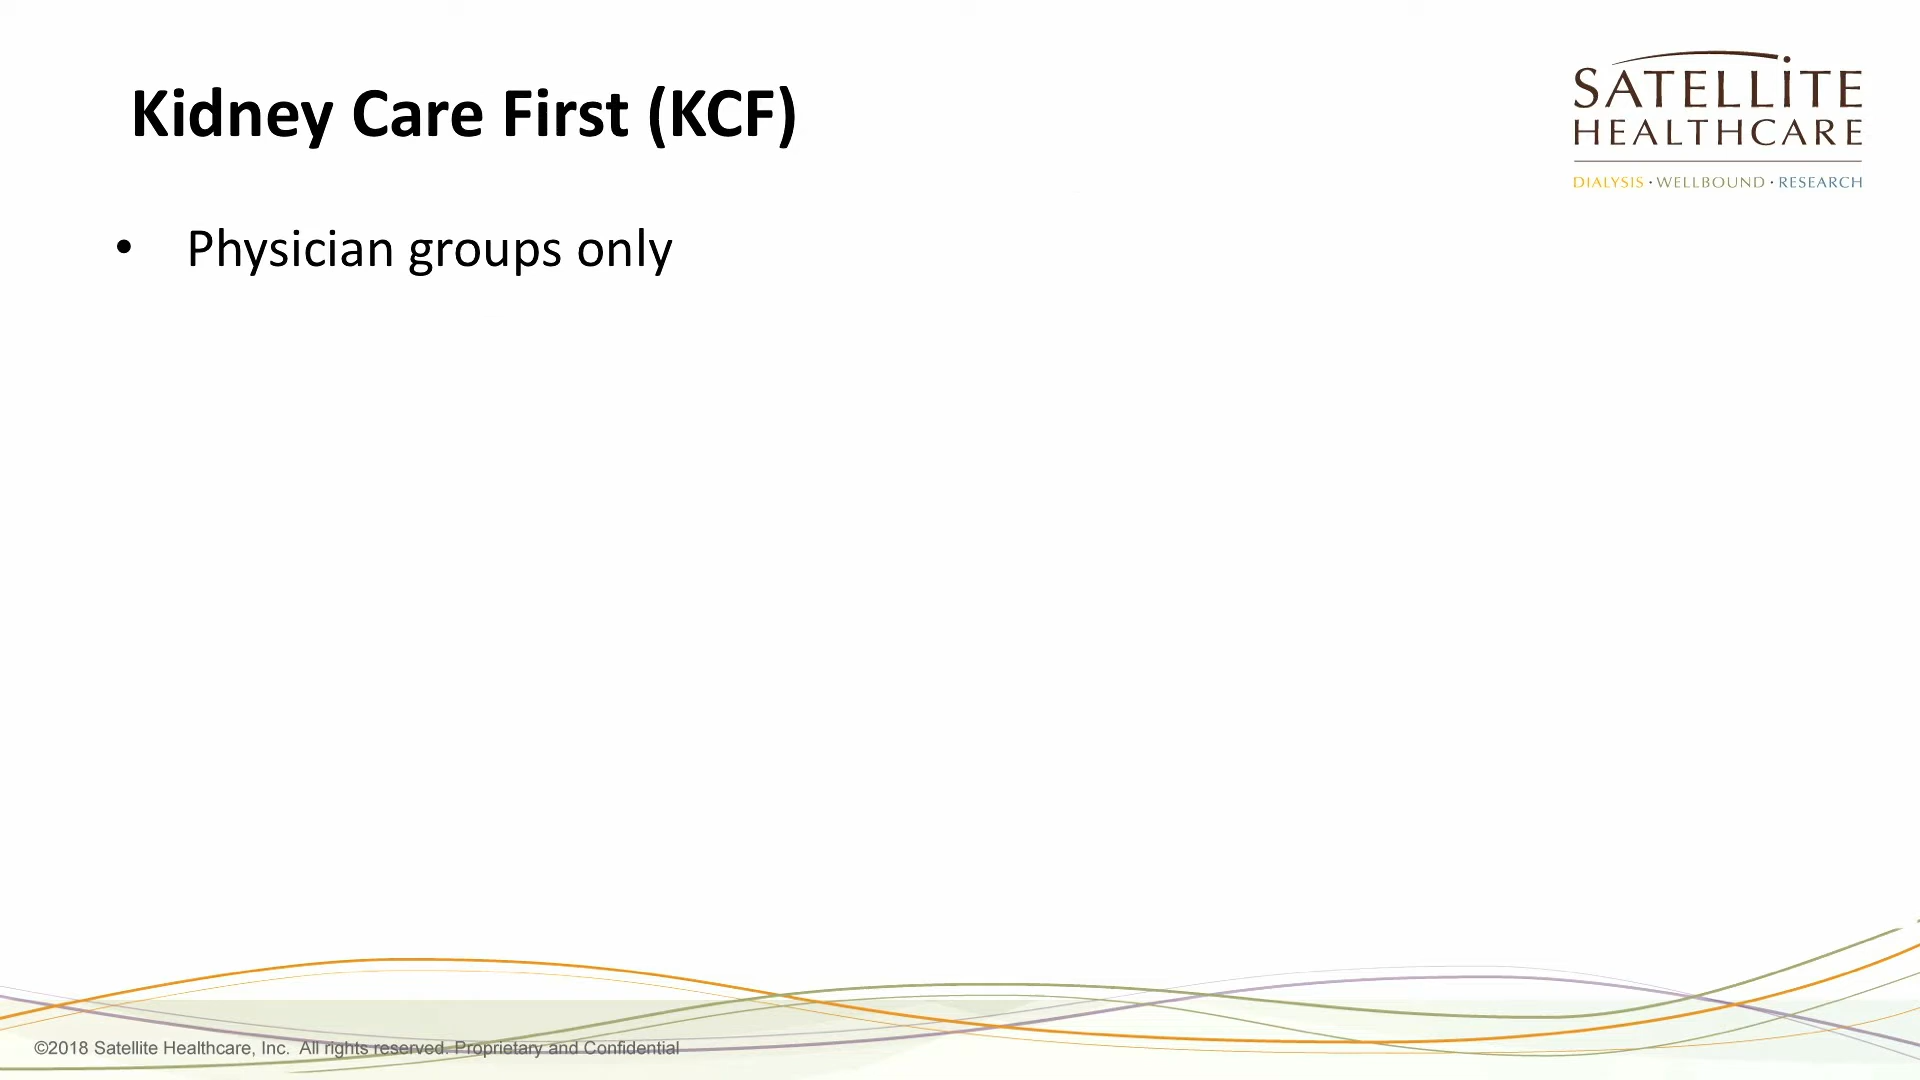 Kidney Care First (KCF)
SATELLiTE
HEALTHCARE
DIALYSIS · WELLBOUND · RESEARCH
• Physician groups only
©2018 Satellite Healthcare, Inc.  All rights reserved. Proprietary and Confidential